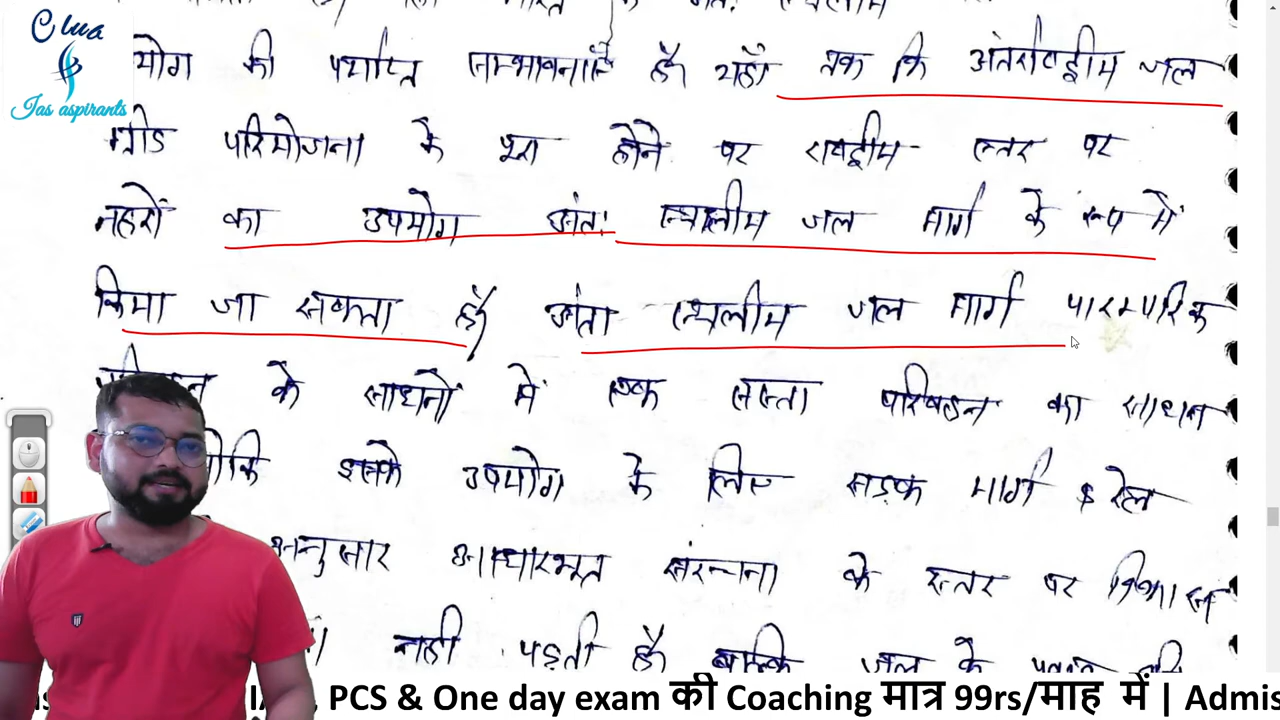 Clua
Ias aspirants
योग की पर्याप्त सम्भावनाएँ है। यहाँ तक कि अंतर्राष्ट्रीय जल
ग्रीड परियोजना के पूरा होने पर राष्ट्रीय स्तर पर
नहरों का उपयोग अंतः स्थलीय जल मार्ग के रूप में
किया जा सकता है। अंता स्थलीय जल मार्ग पारम्परिक
के साधनों में एक सस्ता परिवहन का साधन
इसके उपयोग के लिए सड़क मार्ग & रेल
अनुसार आधारभूत संरचना के स्तर पर
नहीं पड़ती है। बल्कि जल के
PCS & One day exam की Coaching मात्र 99rs/माह में | Admis